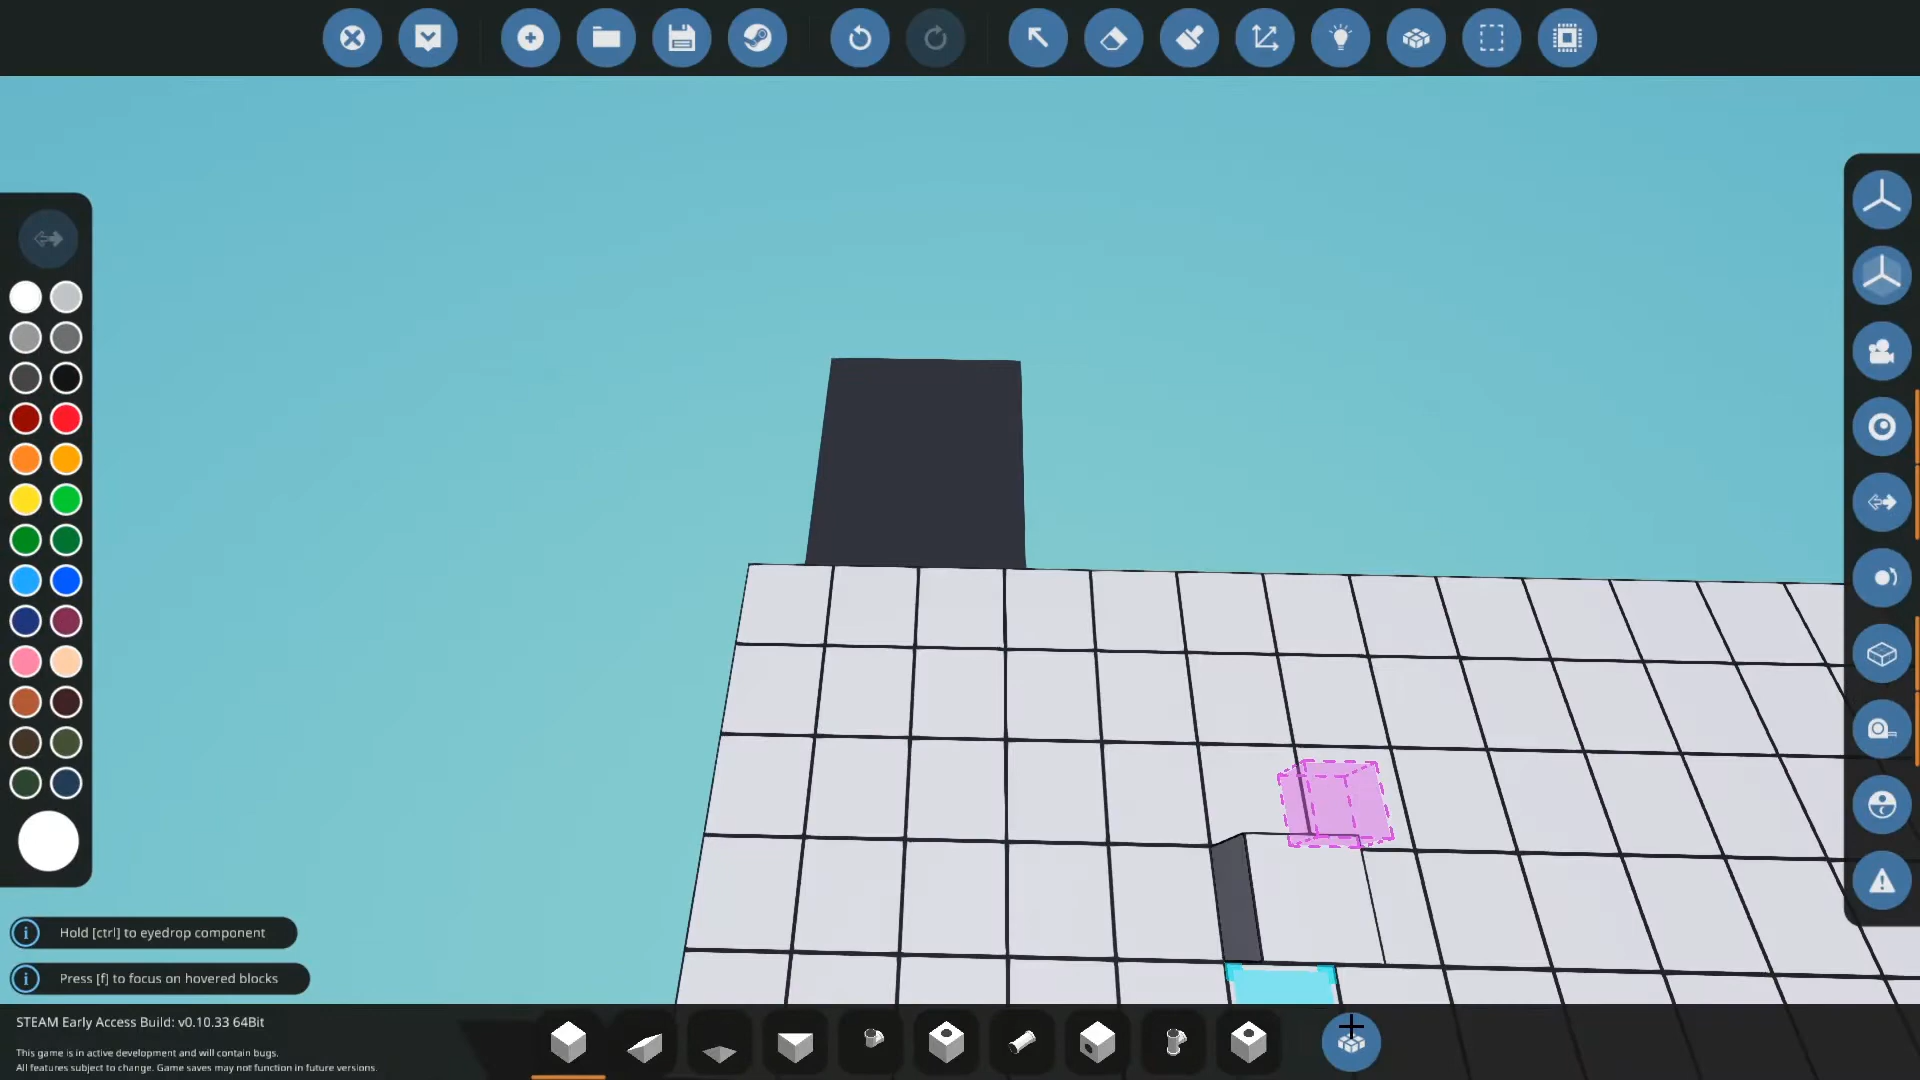 Hold [ctrl] to eyedrop component
Press [f] to focus on hovered blocks
STEAM Early Access Build: v0.10.33 64Bit
This game is in active development and will contain bugs.
All features subject to change. Game saves may not function in future versions.